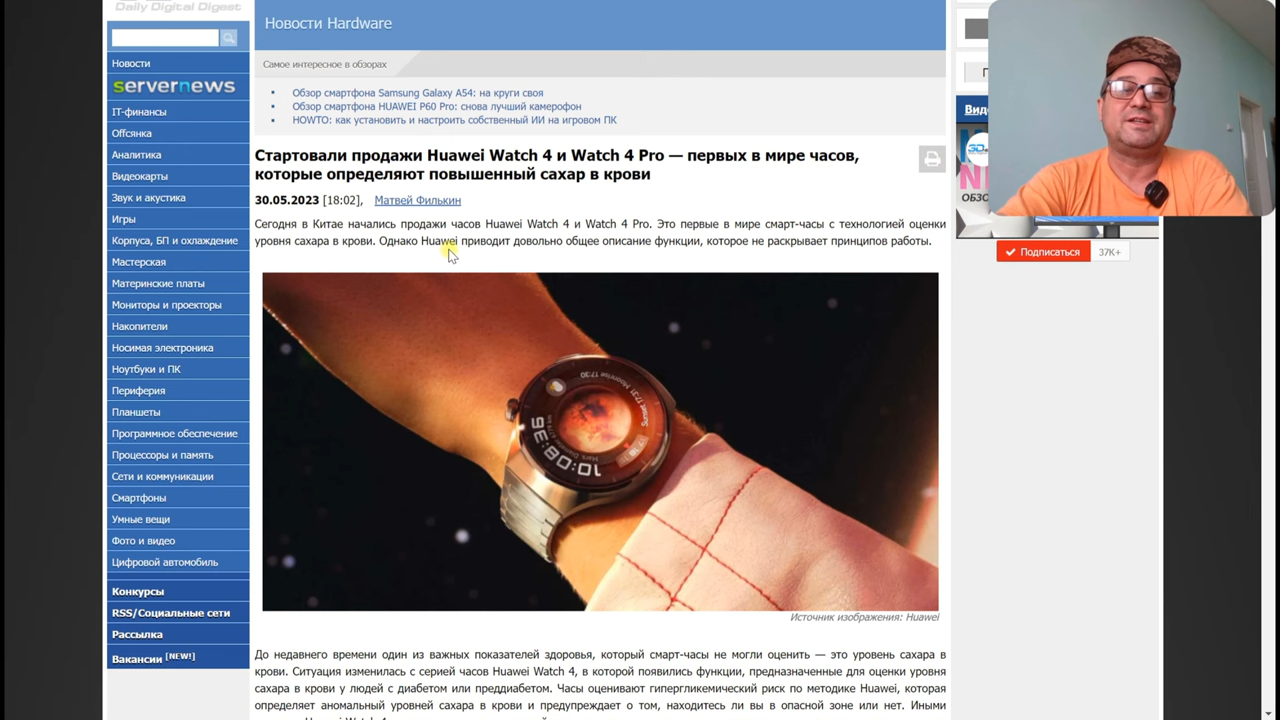 Daily Digital Digest
Новости Hardware
Самое интересное в обзорах
Обзор смартфона Samsung Galaxy A54: на круги своя
Обзор смартфона HUAWEI P60 Pro: снова лучший камерофон
HOWTO: как установить и настроить собственный ИИ на игровом ПК
Стартовали продажи Huawei Watch 4 и Watch 4 Pro — первых в мире часов,
которые определяют повышенный сахар в крови
30.05.2023 [18:02], Матвей Филькин
Сегодня в Китае начались продажи часов Huawei Watch 4 и Watch 4 Pro. Это первые в мире смарт-часы с технологией оценки
уровня сахара в крови. Однако Huawei приводит довольно общее описание функции, которое не раскрывает принципов работы.
17:30
Sunset 17:31 Moonrise
10:08:36
Источник изображения: Huawei
До недавнего времени один из важных показателей здоровья, который смарт-часы не могли оценить — это уровень сахара в
крови. Ситуация изменилась с серией часов Huawei Watch 4, в которой появились функции, предназначенные для оценки уровня
сахара в крови у людей с диабетом или преддиабетом. Часы оценивают гипергликемический риск по методике Huawei, которая
определяет аномальный уровней сахара в крови и предупреждает о том, находитесь ли вы в опасной зоне или нет. Иными
Новости
servernews
IT-финансы
Offсянка
Аналитика
Видеокарты
Звук и акустика
Игры
Корпуса, БП и охлаждение
Мастерская
Материнские платы
Мониторы и проекторы
Накопители
Носимая электроника
Ноутбуки и ПК
Периферия
Планшеты
Программное обеспечение
Процессоры и память
Сети и коммуникации
Смартфоны
Умные вещи
Фото и видео
Цифровой автомобиль
Конкурсы
RSS/Социальные сети
Рассылка
Вакансии [NEW!]
Подписаться
37K+